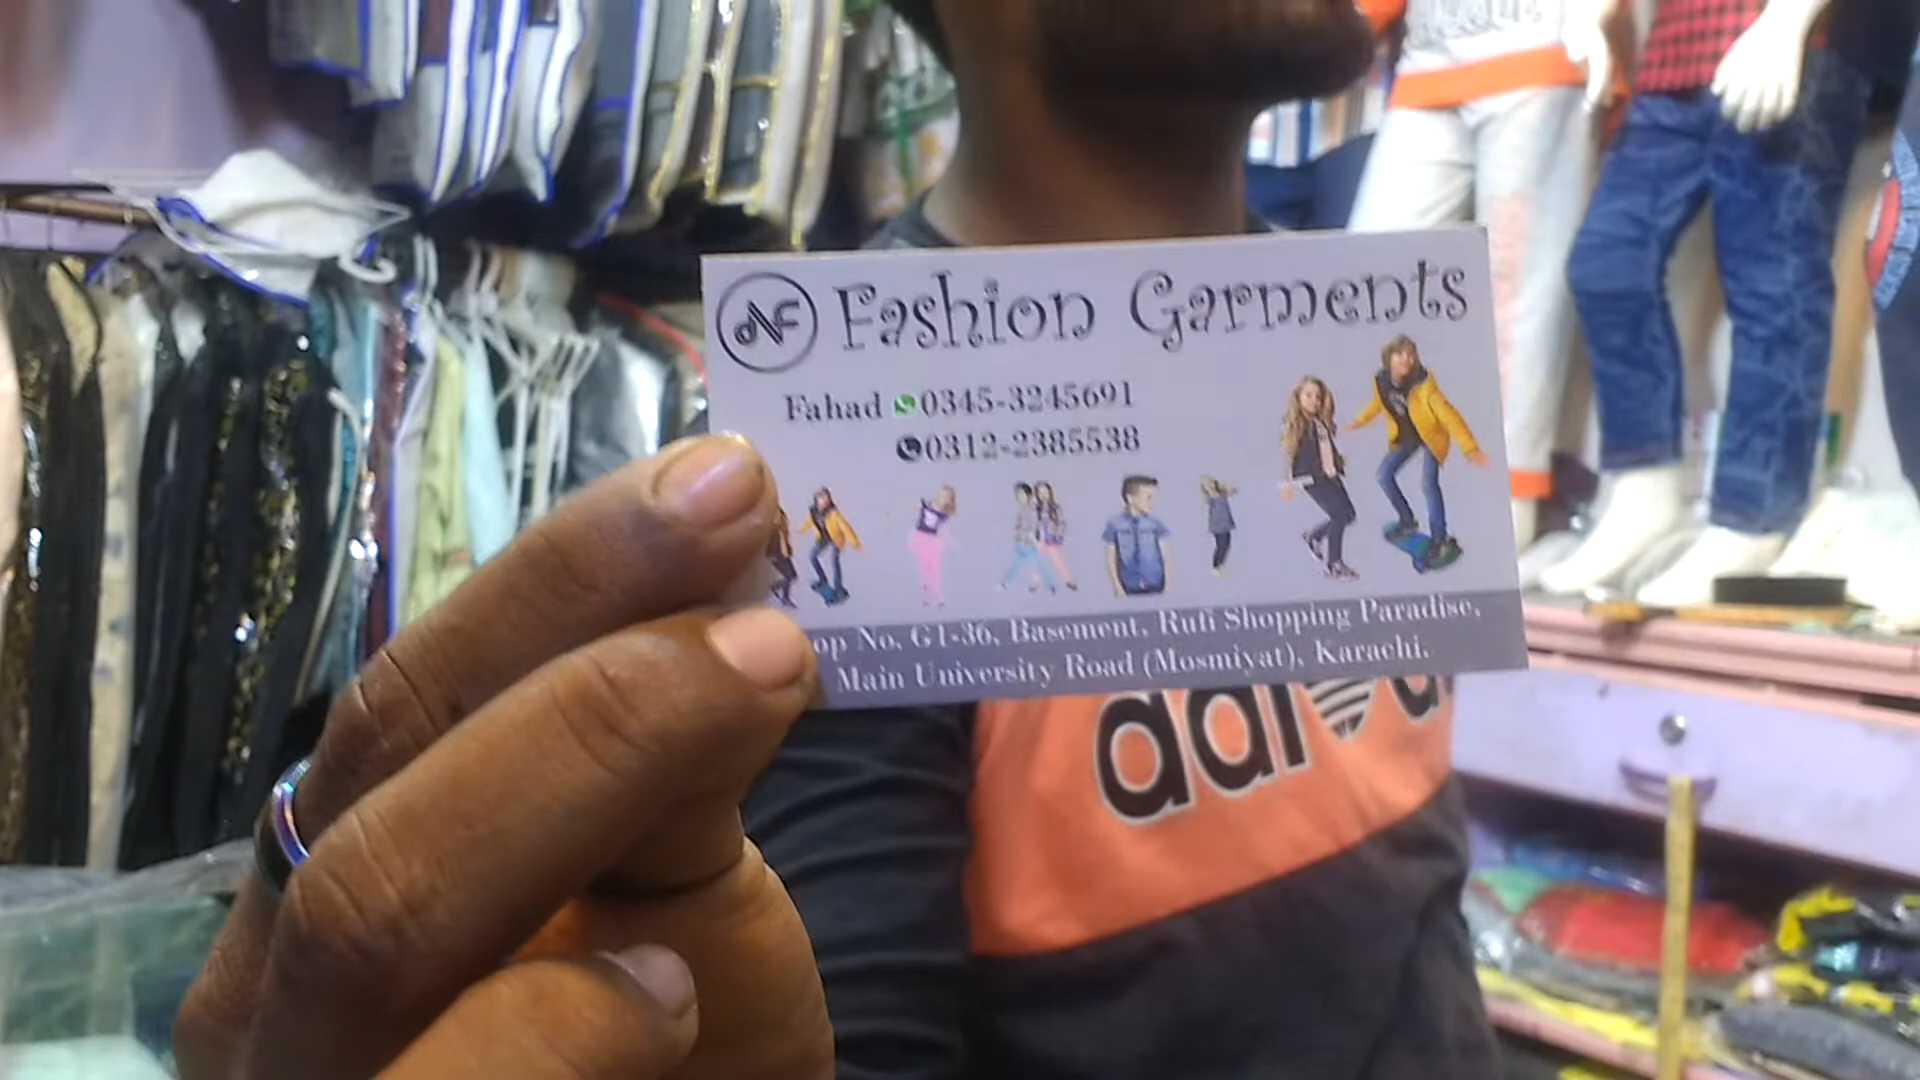 NF Fashion Garments
Fahad 0345-3245691
0312-2385538
op No. G1-36, Basement, Rufi Shopping Paradise,
Main University Road (Mosmiyat), Karachi.
adi